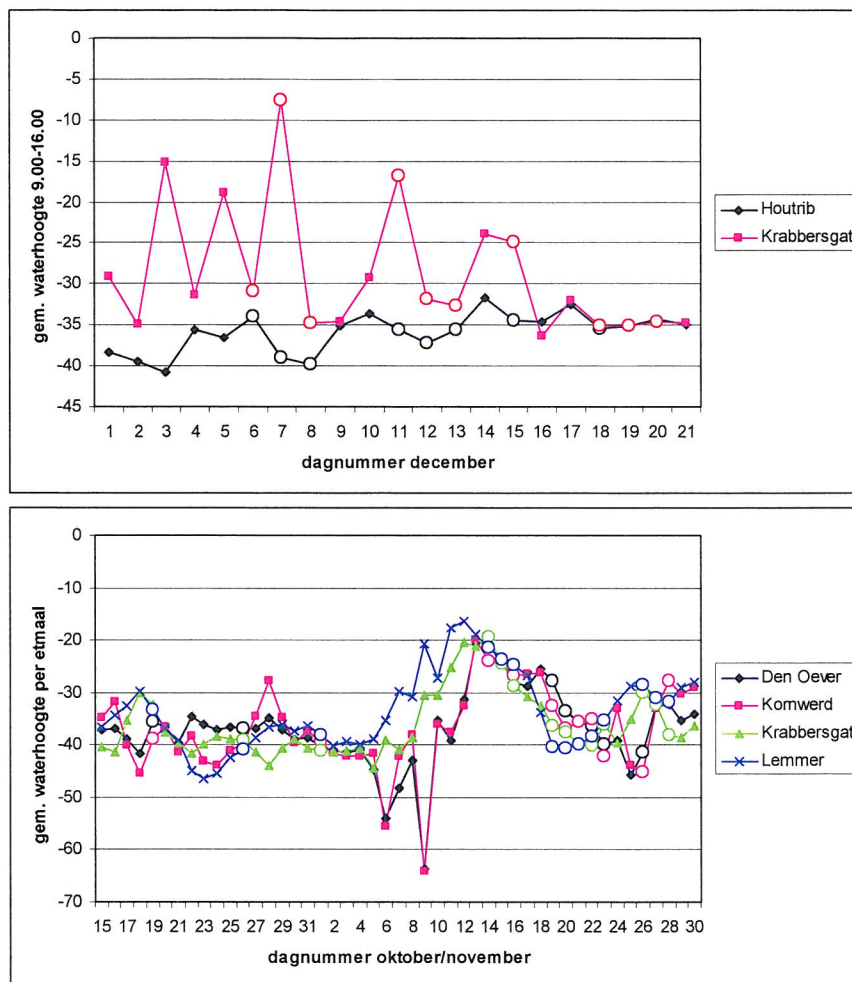 0
-5
-10
-15
-20
-25
-30
-35
-40
-45
gem. waterhoogte 9.00-16.00
1 2 3 4 5 6 7 8 9 10 11 12 13 14 15 16 17 18 19 20 21
dagnummer december
Houtrib
Krabbersgat
0
-10
-20
-30
-40
-50
-60
-70
gem. waterhoogte per etmaal
15 17 19 21 23 25 27 29 31 2 4 6 8 10 12 14 16 18 20 22 24 26 28 30
dagnummer oktober/november
Den Oever
Kornwerd
Krabbersgat
Lemmer